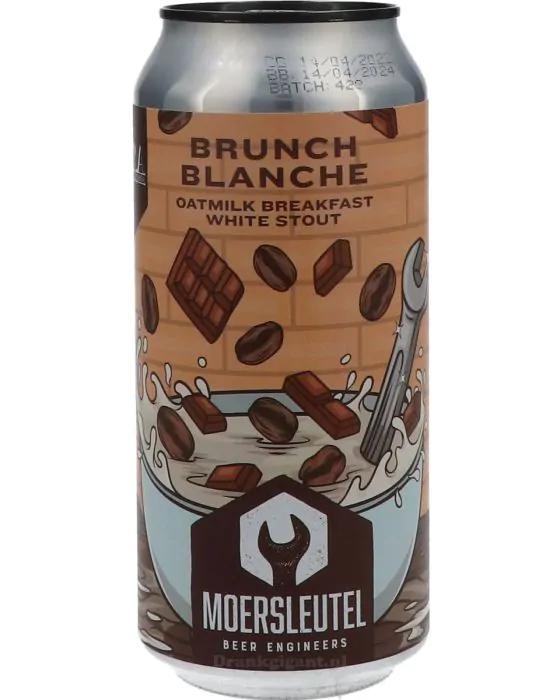 BB: 14/04/2024
BRUNCH
BLANCHE
OATMILK BREAKFAST
WHITE STOUT
MOERSLEUTEL
BEER ENGINEERS
Drankgigant.nl